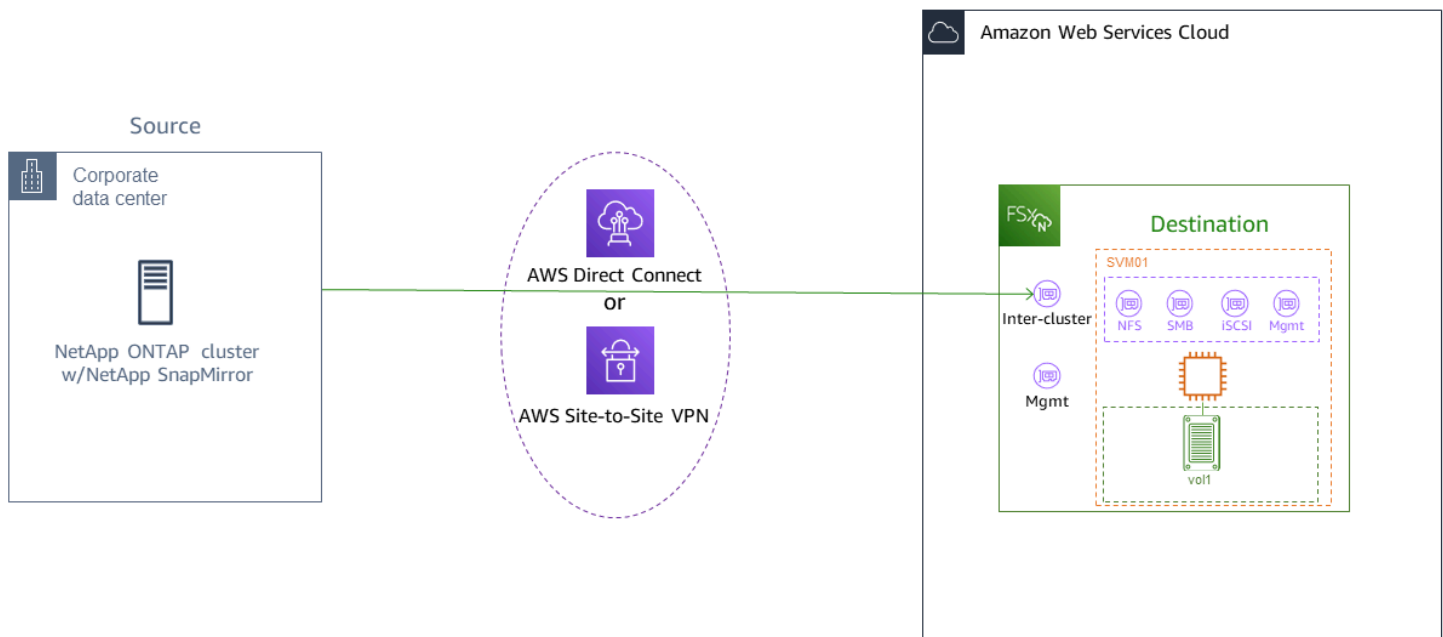 Amazon Web Services Cloud
Source
Corporate
data center
NetApp ONTAP cluster
w/NetApp SnapMirror
AWS Direct Connect
or
AWS Site-to-Site VPN
FSx
N
Destination
SVM01
NFS
SMB
iSCSI
Mgmt
Inter-cluster
Mgmt
vol1